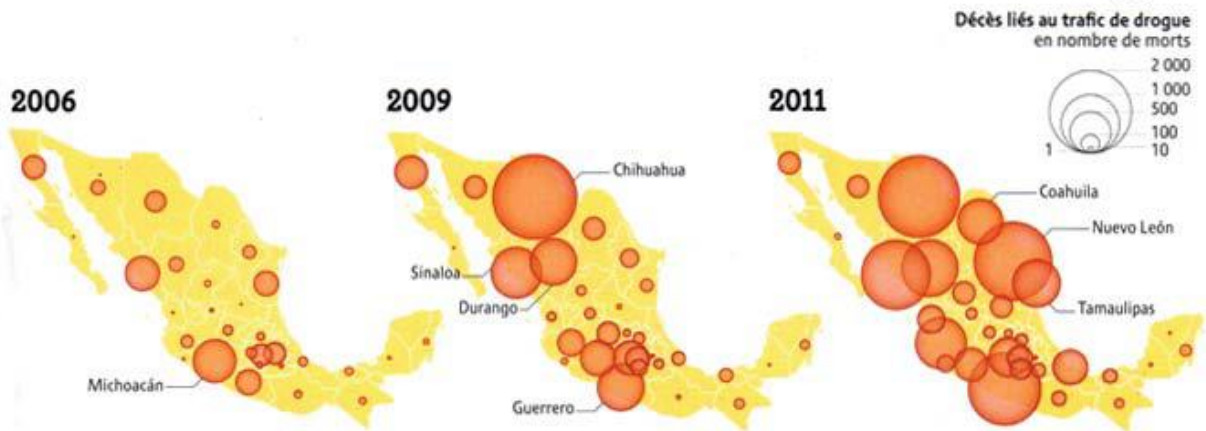 Décès liés au trafic de drogue
en nombre de morts
2 000
1 000
500
100
1
10
2006
2009
2011
Chihuahua
Coahuila
Nuevo León
Sinaloa
Durango
Tamaulipas
Michoacán
Guerrero